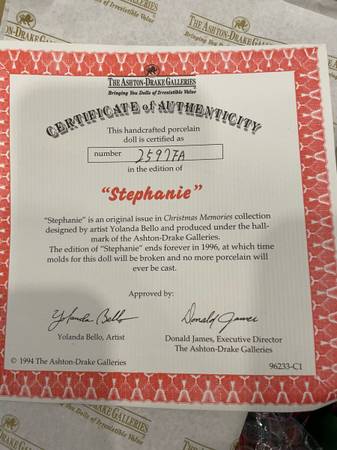 THE ASHTON-DRAKE GALLERIES
Bringing You Dolls of Irresistible Value
CERTIFICATE of AUTHENTICITY
This handcrafted porcelain
doll is certified as
number 2597FA
in the edition of
"Stephanie"
"Stephanie" is an original issue in Christmas Memories collection
designed by artist Yolanda Bello and produced under the hall-
mark of the Ashton-Drake Galleries.
The edition of "Stephanie" ends forever in 1996, at which time
molds for this doll will be broken and no more porcelain will
ever be cast.
Approved by:
Yolanda Bello Donald James
Yolanda Bello, Artist Donald James, Executive Director
The Ashton-Drake Galleries
© 1994 The Ashton-Drake Galleries 96233-C1